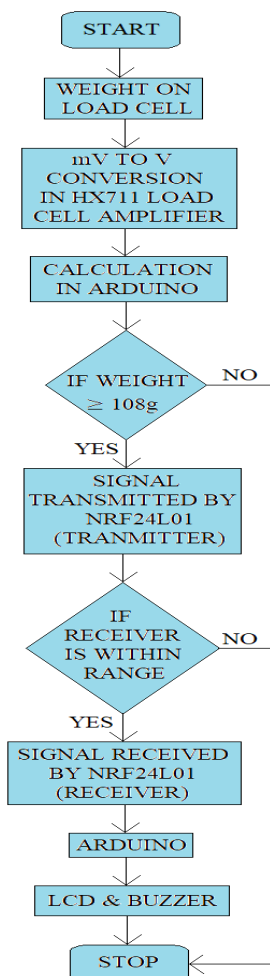 START
WEIGHT ON
LOAD CELL
mV TO V
CONVERSION
IN HX711 LOAD
CELL AMPLIFIER
CALCULATION
IN ARDUINO
IF WEIGHT
≥ 108g
NO
YES
SIGNAL
TRANSMITTED BY
NRF24L01
(TRANMITTER)
IF
RECEIVER
IS WITHIN
RANGE
NO
YES
SIGNAL RECEIVED
BY NRF24L01
(RECEIVER)
ARDUINO
LCD & BUZZER
STOP